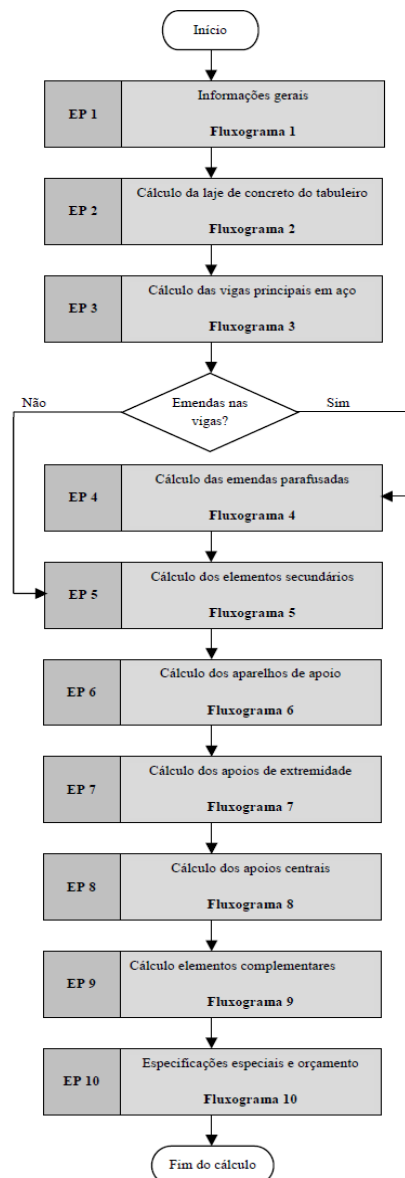 Início
EP 1
Informações gerais
Fluxograma 1
EP 2
Cálculo da laje de concreto do tabuleiro
Fluxograma 2
EP 3
Cálculo das vigas principais em aço
Fluxograma 3
Não
Emendas nas
vigas?
Sim
EP 4
Cálculo das emendas parafusadas
Fluxograma 4
EP 5
Cálculo dos elementos secundários
Fluxograma 5
EP 6
Cálculo dos aparelhos de apoio
Fluxograma 6
EP 7
Cálculo dos apoios de extremidade
Fluxograma 7
EP 8
Cálculo dos apoios centrais
Fluxograma 8
EP 9
Cálculo elementos complementares
Fluxograma 9
EP 10
Especificações especiais e orçamento
Fluxograma 10
Fim do cálculo